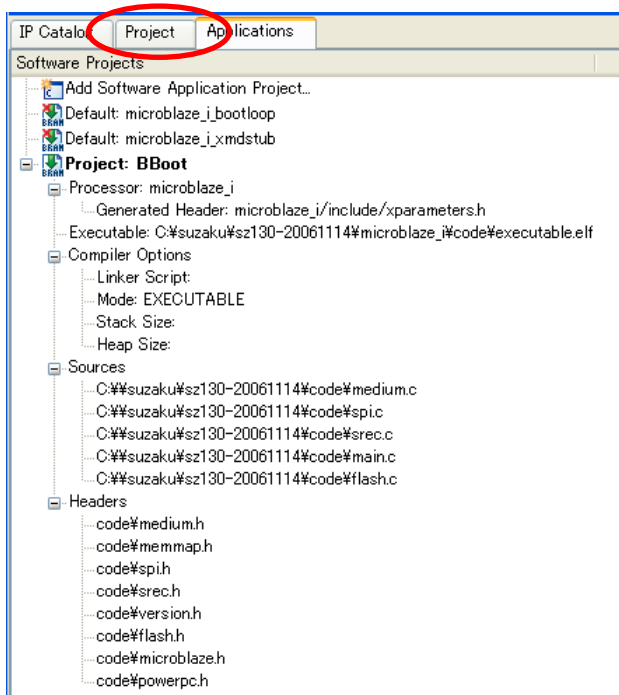 IP Catalog Project Applications
Software Projects
Add Software Application Project...
Default: microblaze_i_bootloop
Default: microblaze_i_xmdstub
Project: BBoot
Processor: microblaze_i
Generated Header: microblaze_i/include/xparameters.h
Executable: C:¥suzaku¥sz130-20061114¥microblaze_i¥code¥executable.elf
Compiler Options
Linker Script:
Mode: EXECUTABLE
Stack Size:
Heap Size:
Sources
C:¥¥suzaku¥sz130-20061114¥code¥medium.c
C:¥¥suzaku¥sz130-20061114¥code¥spi.c
C:¥¥suzaku¥sz130-20061114¥code¥srec.c
C:¥¥suzaku¥sz130-20061114¥code¥main.c
C:¥¥suzaku¥sz130-20061114¥code¥flash.c
Headers
code¥medium.h
code¥memmap.h
code¥spi.h
code¥srec.h
code¥version.h
code¥flash.h
code¥microblaze.h
code¥powerpc.h